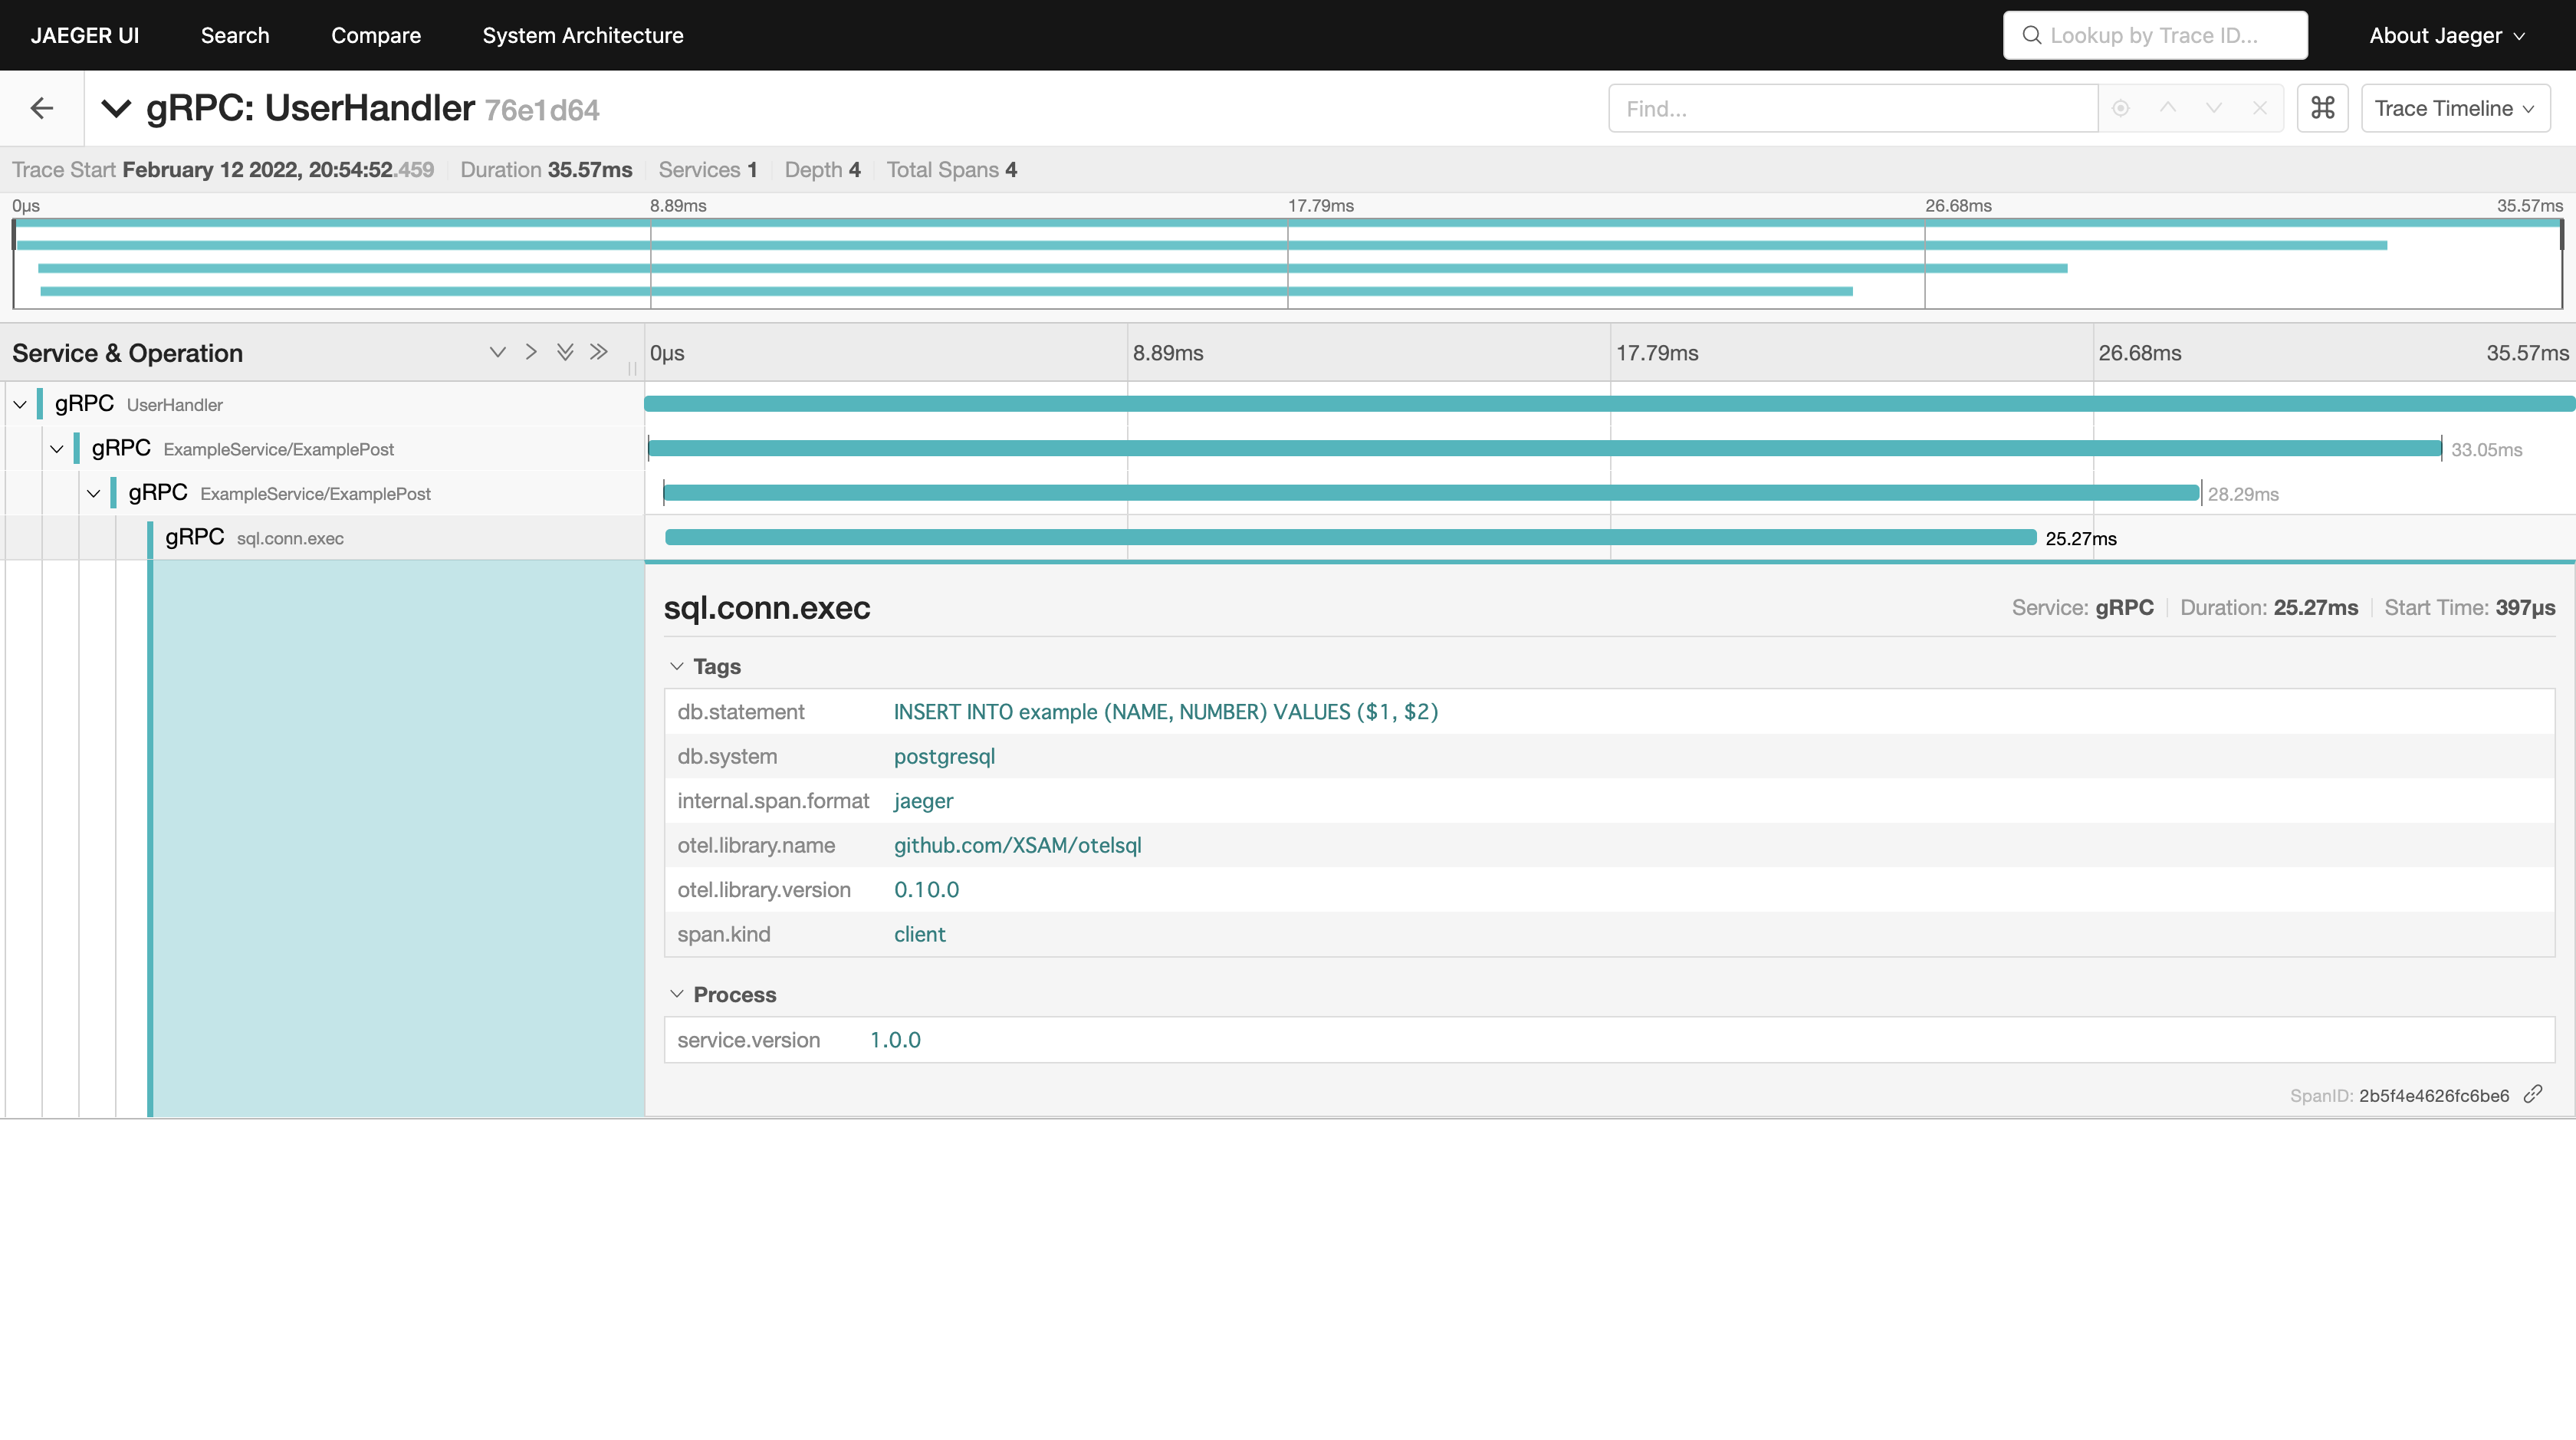 JAEGER UI Search Compare System Architecture Lookup by Trace ID... About Jaeger
gRPC: UserHandler 76e1d64 Find... ⌘ Trace Timeline
Trace Start February 12 2022, 20:54:52.459 Duration 35.57ms Services 1 Depth 4 Total Spans 4
0μs 8.89ms 17.79ms 26.68ms 35.57ms
Service & Operation 0μs 8.89ms 17.79ms 26.68ms 35.57ms
gRPC UserHandler
gRPC ExampleService/ExamplePost 33.05ms
gRPC ExampleService/ExamplePost 28.29ms
gRPC sql.conn.exec 25.27ms
sql.conn.exec Service: gRPC Duration: 25.27ms Start Time: 397μs
Tags
db.statement INSERT INTO example (NAME, NUMBER) VALUES ($1, $2)
db.system postgresql
internal.span.format jaeger
otel.library.name github.com/XSAM/otelsql
otel.library.version 0.10.0
span.kind client
Process
service.version 1.0.0
SpanID: 2b5f4e4626fc6be6